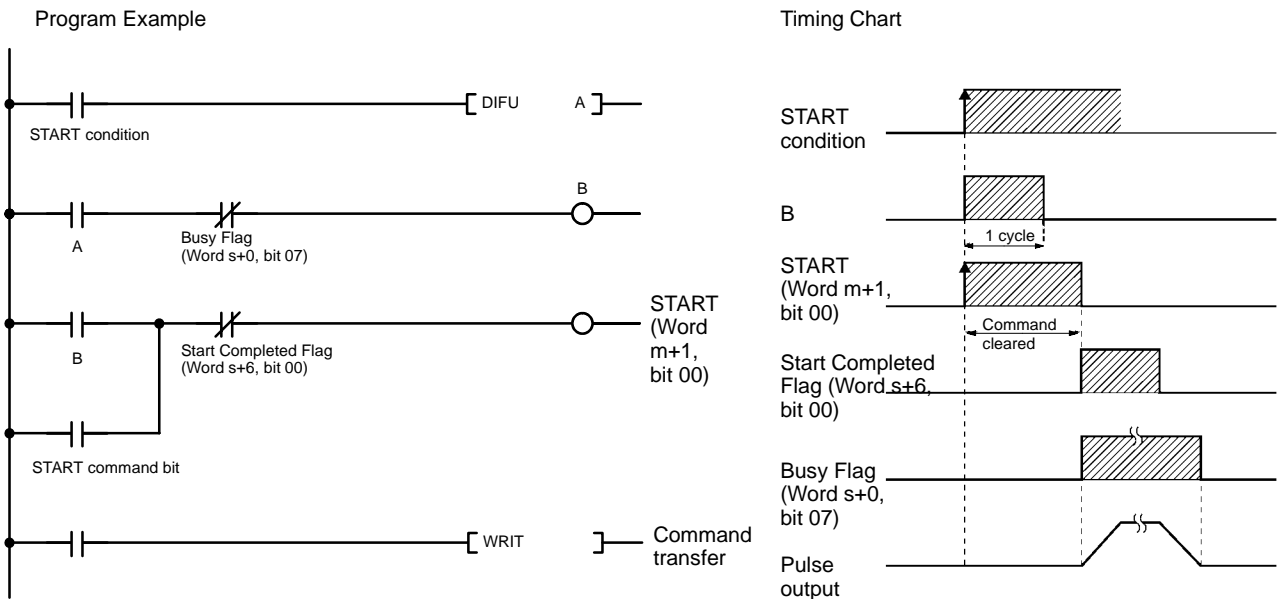 Program Example
DIFU A
START condition
B
A
Busy Flag
(Word s+0, bit 07)
START
(Word
m+1,
bit 00)
B
Start Completed Flag
(Word s+6, bit 00)
START command bit
WRIT
Command
transfer
Timing Chart
START
condition
B
1 cycle
START
(Word m+1,
bit 00)
Command
cleared
Start Completed
Flag (Word s+6,
bit 00)
Busy Flag
(Word s+0,
bit 07)
Pulse
output